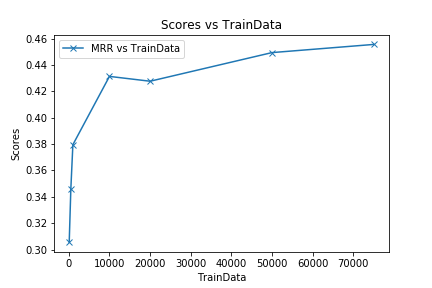 Scores vs TrainData
MRR vs TrainData
0.46
0.44
0.42
0.40
0.38
0.36
0.34
0.32
0.30
Scores
0 10000 20000 30000 40000 50000 60000 70000
TrainData